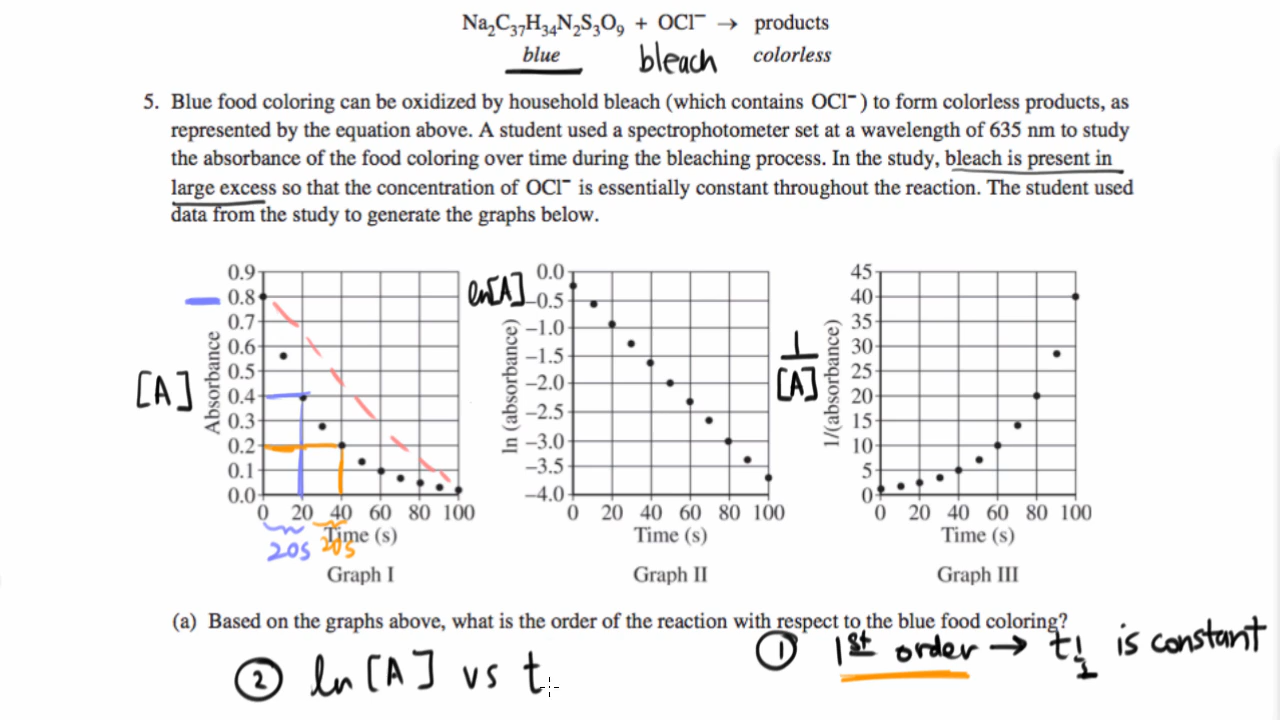 Na₂C₃₇H₃₄N₂S₃O₉ + OCl⁻ → products
blue bleach colorless
5. Blue food coloring can be oxidized by household bleach (which contains OCl⁻) to form colorless products, as
represented by the equation above. A student used a spectrophotometer set at a wavelength of 635 nm to study
the absorbance of the food coloring over time during the bleaching process. In the study, bleach is present in
large excess so that the concentration of OCl⁻ is essentially constant throughout the reaction. The student used
data from the study to generate the graphs below.
[A]
Absorbance
0.9
0.8
0.7
0.6
0.5
0.4
0.3
0.2
0.1
0.0
0 20 40 60 80 100
20s 20s
Time (s)
Graph I
ln[A]
ln (absorbance)
0.0
−0.5
−1.0
−1.5
−2.0
−2.5
−3.0
−3.5
−4.0
0 20 40 60 80 100
Time (s)
Graph II
1/[A]
1/(absorbance)
45
40
35
30
25
20
15
10
5
0
0 20 40 60 80 100
Time (s)
Graph III
(a) Based on the graphs above, what is the order of the reaction with respect to the blue food coloring?
① 1st order → t½ is constant
② ln [A] vs t